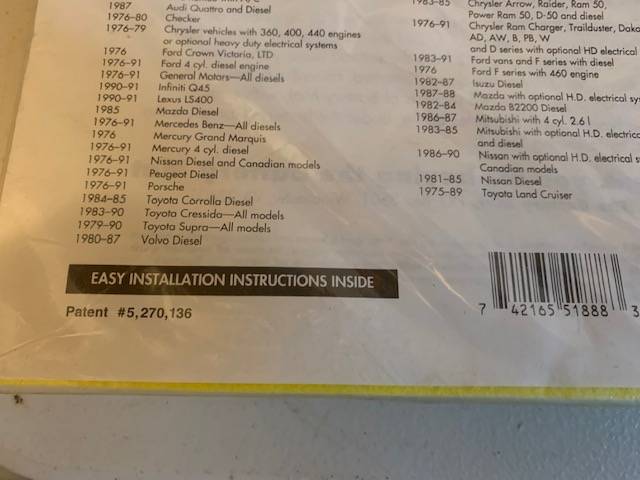 1987 Audi Quattro and Diesel
1976–80 Checker
1976–79 Chrysler vehicles with 360, 400, 440 engines
or optional heavy duty electrical systems
1976 Ford Crown Victoria, LTD
1976–91 Ford 4 cyl. diesel engine
1976–91 General Motors—All diesels
1990–91 Infiniti Q45
1990–91 Lexus LS400
1985 Mazda Diesel
1976–91 Mercedes Benz—All diesels
1976 Mercury Grand Marquis
1976–91 Mercury 4 cyl. diesel
1976–91 Nissan Diesel and Canadian models
1976–91 Peugeot Diesel
1976–91 Porsche
1984–85 Toyota Corrolla Diesel
1983–90 Toyota Cressida—All models
1979–90 Toyota Supra—All models
1980–87 Volvo Diesel
1983–85 Chrysler Arrow, Raider, Ram 50,
Power Ram 50, D-50 and diesel
1976–91 Chrysler Ram Charger, Trailduster,
AD, AW, B, PB, W
and D series with optional HD electrical
1983–91 Ford vans and F series with diesel
1976 Ford F series with 460 engine
1982–87 Isuzu Diesel
1987–88 Mazda with optional H.D. electrical
1982–84 Mazda B2200 Diesel
1986–87 Mitsubishi with 4 cyl. 2.6 l
1983–85 Mitsubishi with optional H.D.
and diesel
1986–90 Nissan with optional H.D. electrical
Canadian models
1981–85 Nissan Diesel
1975–89 Toyota Land Cruiser
EASY INSTALLATION INSTRUCTIONS INSIDE
Patent #5,270,136
7 42165 51888 3